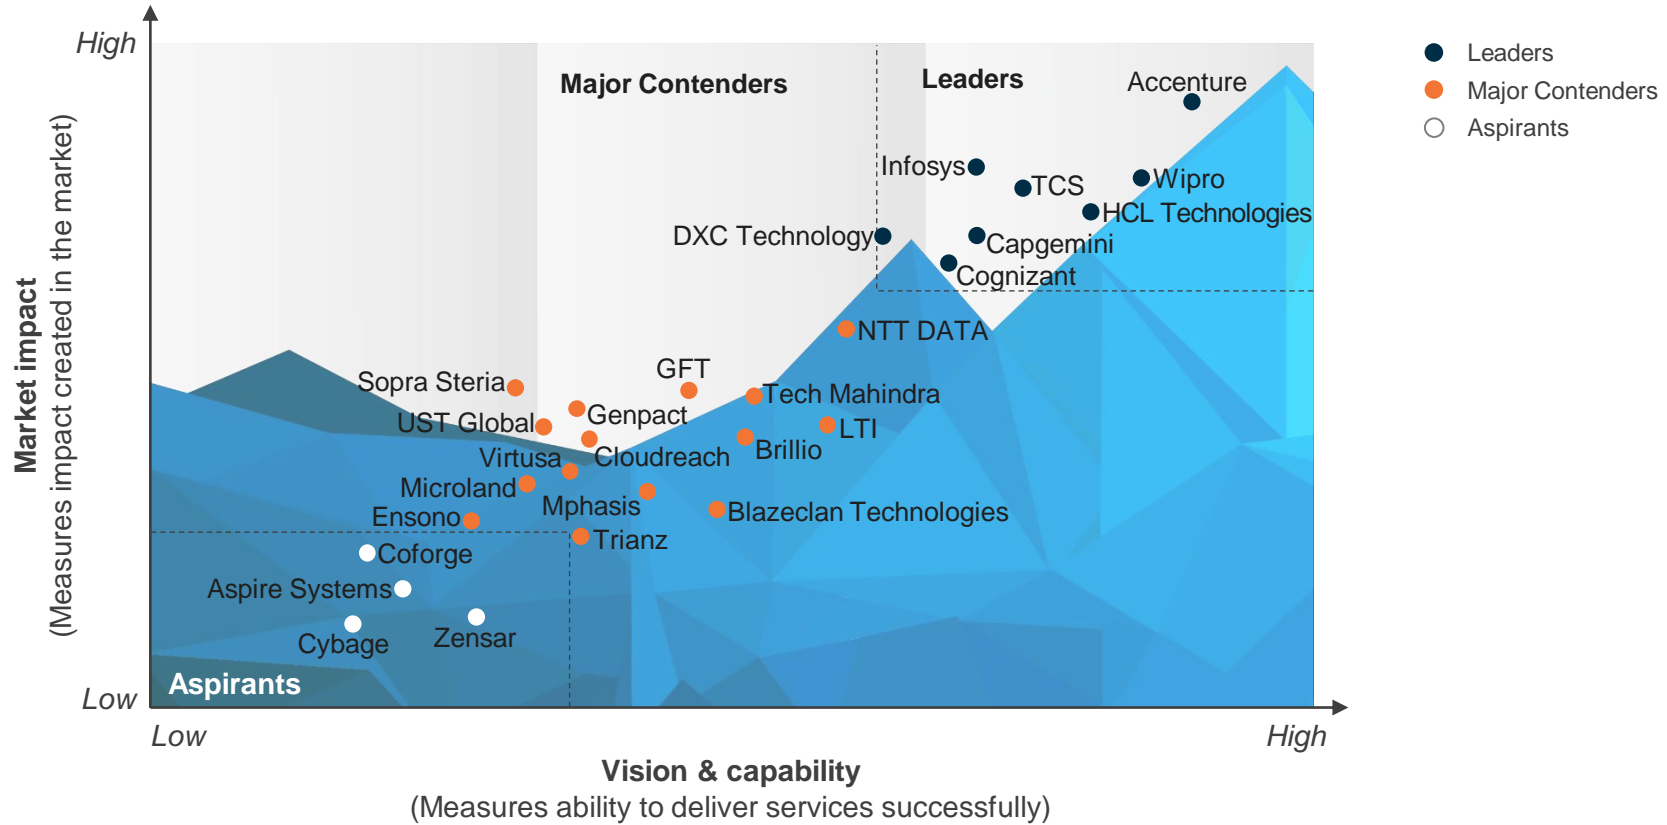 High
Major Contenders
Leaders
Accenture
Infosys
TCS
Wipro
HCL Technologies
DXC Technology
Capgemini
Cognizant
NTT DATA
GFT
Sopra Steria
Tech Mahindra
Genpact
UST Global
LTI
Brillio
Cloudreach
Virtusa
Microland
Mphasis
Blazeclan Technologies
Ensono
Trianz
Coforge
Aspire Systems
Cybage
Zensar
Aspirants
Low
Low
High
Market impact
(Measures impact created in the market)
Vision & capability
(Measures ability to deliver services successfully)
Leaders
Major Contenders
Aspirants